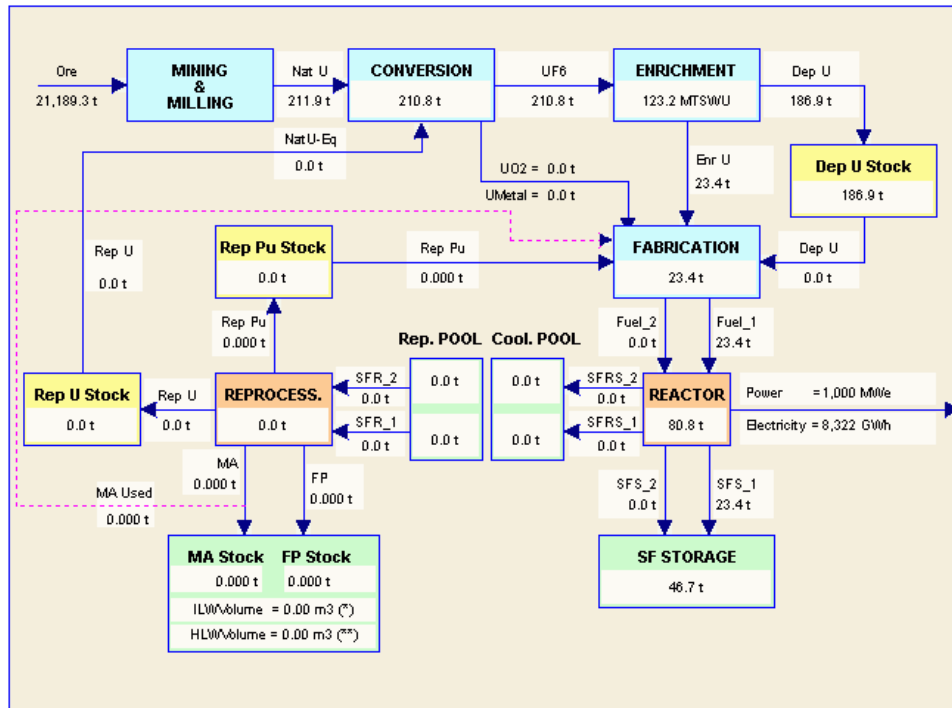 Ore
21,189.3 t
MINING
&
MILLING
Nat U
211.9 t
CONVERSION
210.8 t
UF6
210.8 t
ENRICHMENT
123.2 MTSWU
Dep U
186.9 t
NatU-Eq
0.0 t
UO2 = 0.0 t
UMetal = 0.0 t
Enr U
23.4 t
Dep U Stock
186.9 t
Rep U
0.0 t
Rep Pu Stock
0.0 t
Rep Pu
0.000 t
FABRICATION
23.4 t
Dep U
0.0 t
Rep Pu
0.000 t
Rep. POOL
Cool. POOL
Fuel_2
0.0 t
Fuel_1
23.4 t
Rep U Stock
0.0 t
Rep U
0.0 t
REPROCESS.
0.0 t
SFR_2
0.0 t
SFR_1
0.0 t
0.0 t
0.0 t
0.0 t
0.0 t
SFRS_2
0.0 t
SFRS_1
0.0 t
REACTOR
80.8 t
Power = 1,000 MWe
Electricity = 8,322 GWh
MA
0.000 t
FP
0.000 t
MA Used
0.000 t
SFS_2
0.0 t
SFS_1
23.4 t
MA Stock
0.000 t
FP Stock
0.000 t
ILWVolume = 0.00 m3 (*)
HLWVolume = 0.00 m3 (**)
SF STORAGE
46.7 t